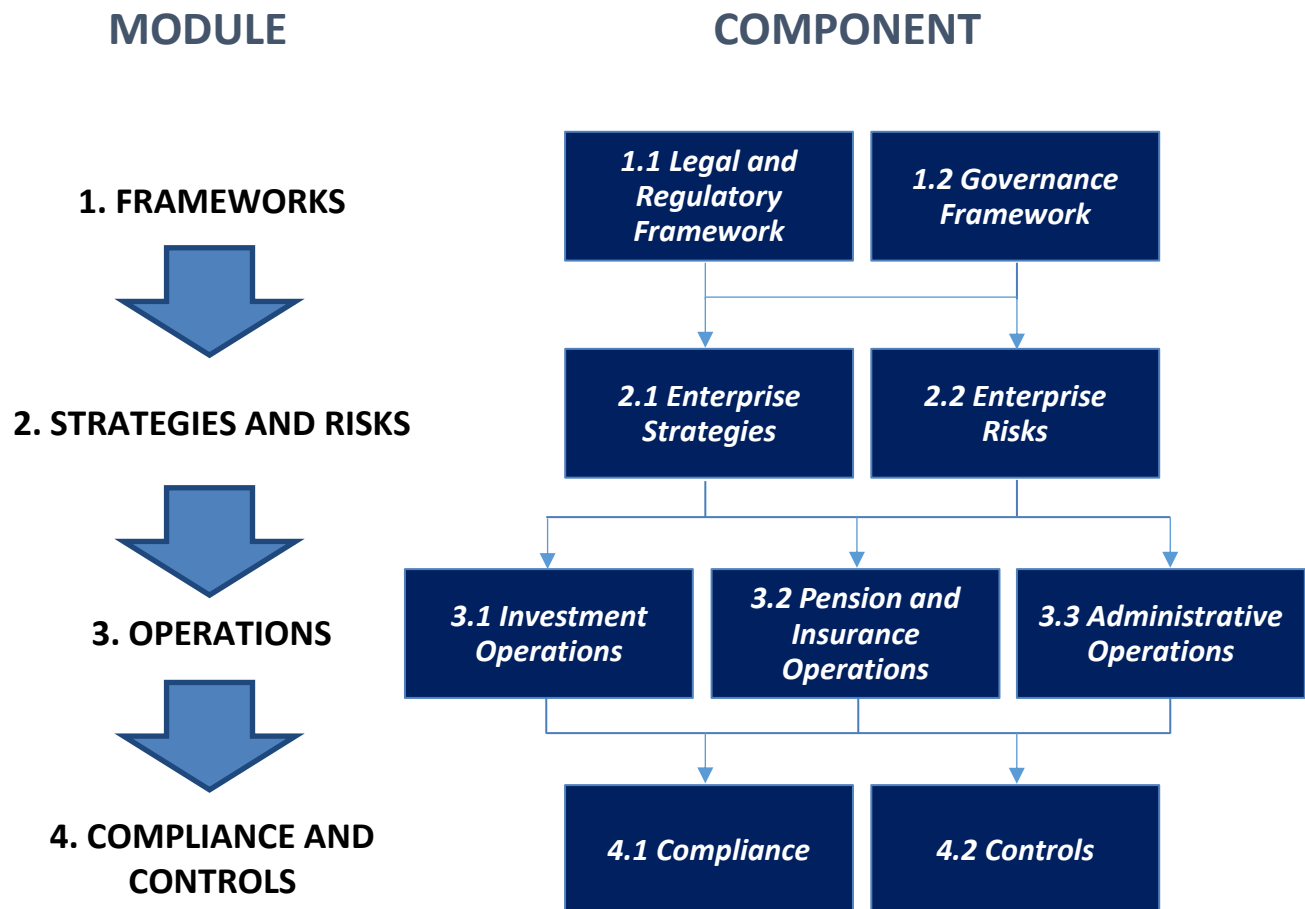 MODULE
COMPONENT
1. FRAMEWORKS
1.1 Legal and
Regulatory
Framework
1.2 Governance
Framework
2. STRATEGIES AND RISKS
2.1 Enterprise
Strategies
2.2 Enterprise
Risks
3. OPERATIONS
3.1 Investment
Operations
3.2 Pension and
Insurance
Operations
3.3 Administrative
Operations
4. COMPLIANCE AND
CONTROLS
4.1 Compliance
4.2 Controls